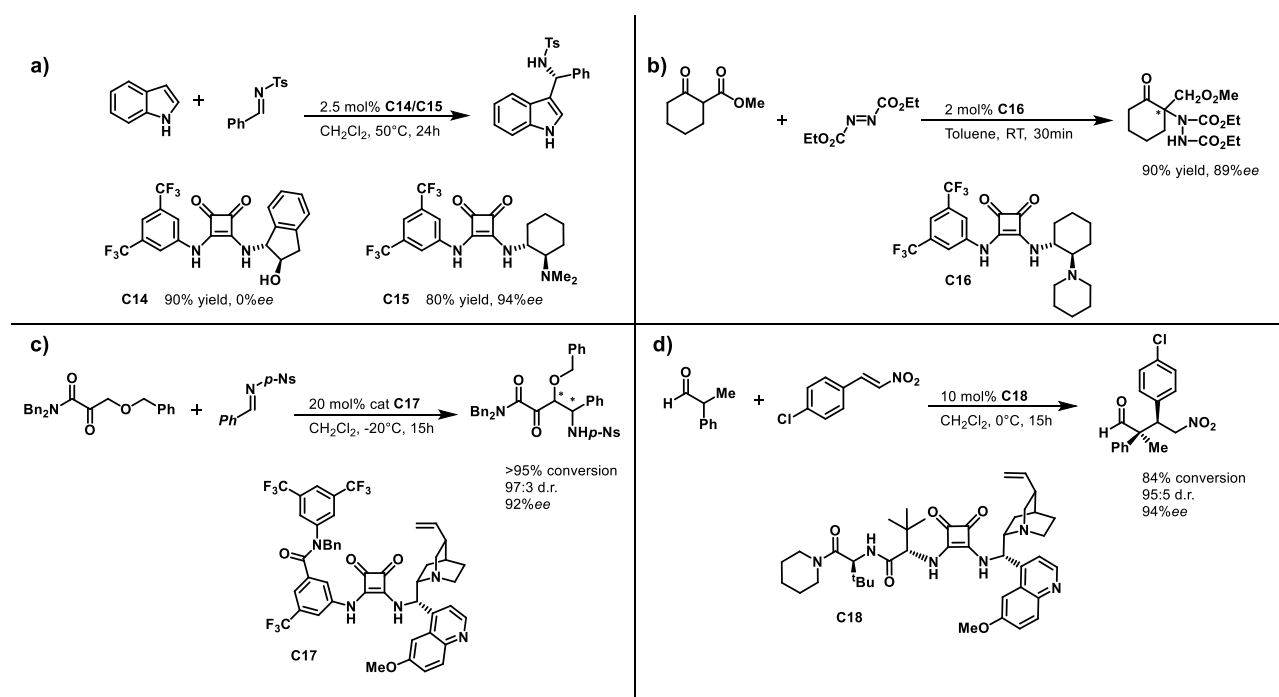 a)
Ts
HN
Ph
N
H
+
Ts
N
Ph
2.5 mol% C14/C15
CH2Cl2, 50°C, 24h
N
H
CF3
O O
F3C
N
H
N
H
HO
C14 90% yield, 0%ee
CF3
O O
F3C
N
H
N
H
NMe2
C15 80% yield, 94%ee
b)
O O
OMe
+
CO2Et
N=N
EtO2C
2 mol% C16
Toluene, RT, 30min
O
CH2O2Me
*
N-CO2Et
HN-CO2Et
90% yield, 89%ee
CF3
O O
F3C
N
H
N
H
N
C16
c)
O
Bn2N
O
O
Ph
+
p-Ns
N
Ph
20 mol% cat C17
CH2Cl2, -20°C, 15h
Ph
O
O
Bn2N
* *
Ph
O
NHp-Ns
>95% conversion
97:3 d.r.
92%ee
F3C
CF3
NBn
O
O O
N
F3C
N
H
N
H
N
MeO
C17
d)
O
H
Me
Ph
+
NO2
Cl
10 mol% C18
CH2Cl2, 0°C, 15h
Cl
O
H
NO2
Ph Me
84% conversion
95:5 d.r.
94%ee
O
N
H
N
tBu
O
N
H
O O
N
H
N
N
MeO
C18